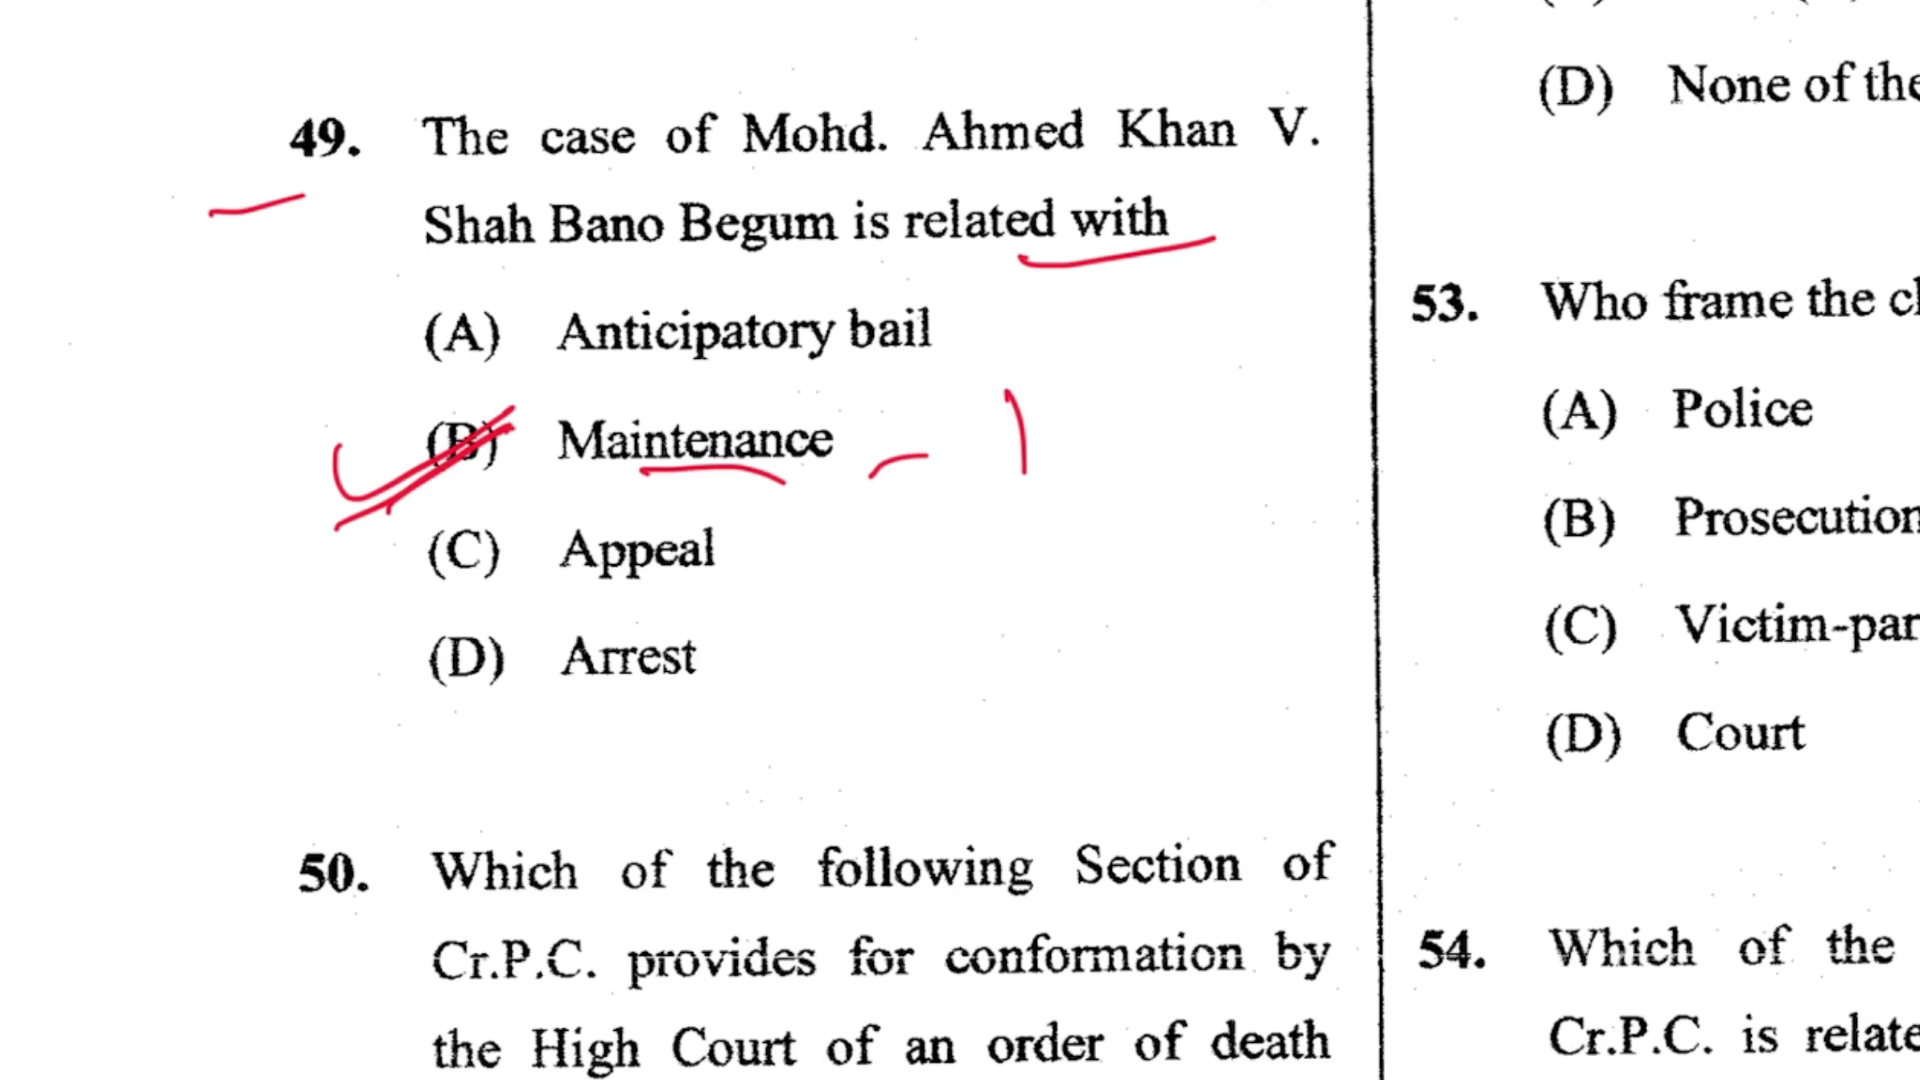 49. The case of Mohd. Ahmed Khan V.
Shah Bano Begum is related with
(A) Anticipatory bail
(B) Maintenance
(C) Appeal
(D) Arrest
50. Which of the following Section of
Cr.P.C. provides for conformation by
the High Court of an order of death
(D) None of the
53. Who frame the
(A) Police
(B) Prosecution
(C) Victim-par
(D) Court
54. Which of the
Cr.P.C. is relate